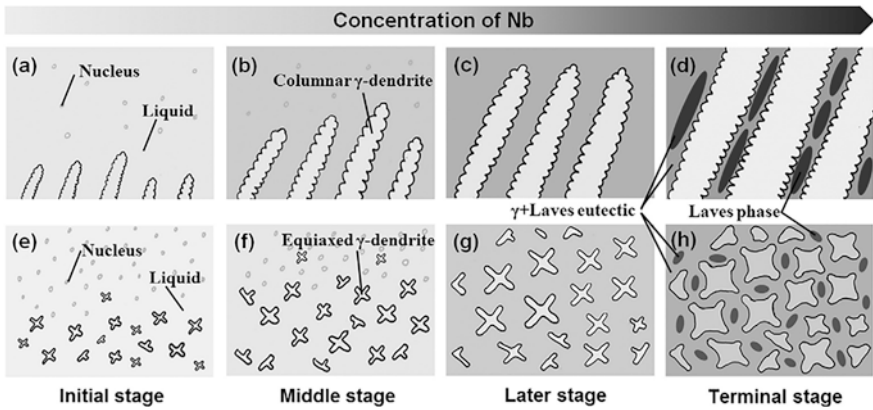 Concentration of Nb
(a)
Nucleus
Liquid
(b)
Columnar γ-dendrite
(c)
(d)
γ+Laves eutectic
Laves phase
(e)
Nucleus
Liquid
(f)
Equiaxed γ-dendrite
(g)
(h)
Initial stage
Middle stage
Later stage
Terminal stage